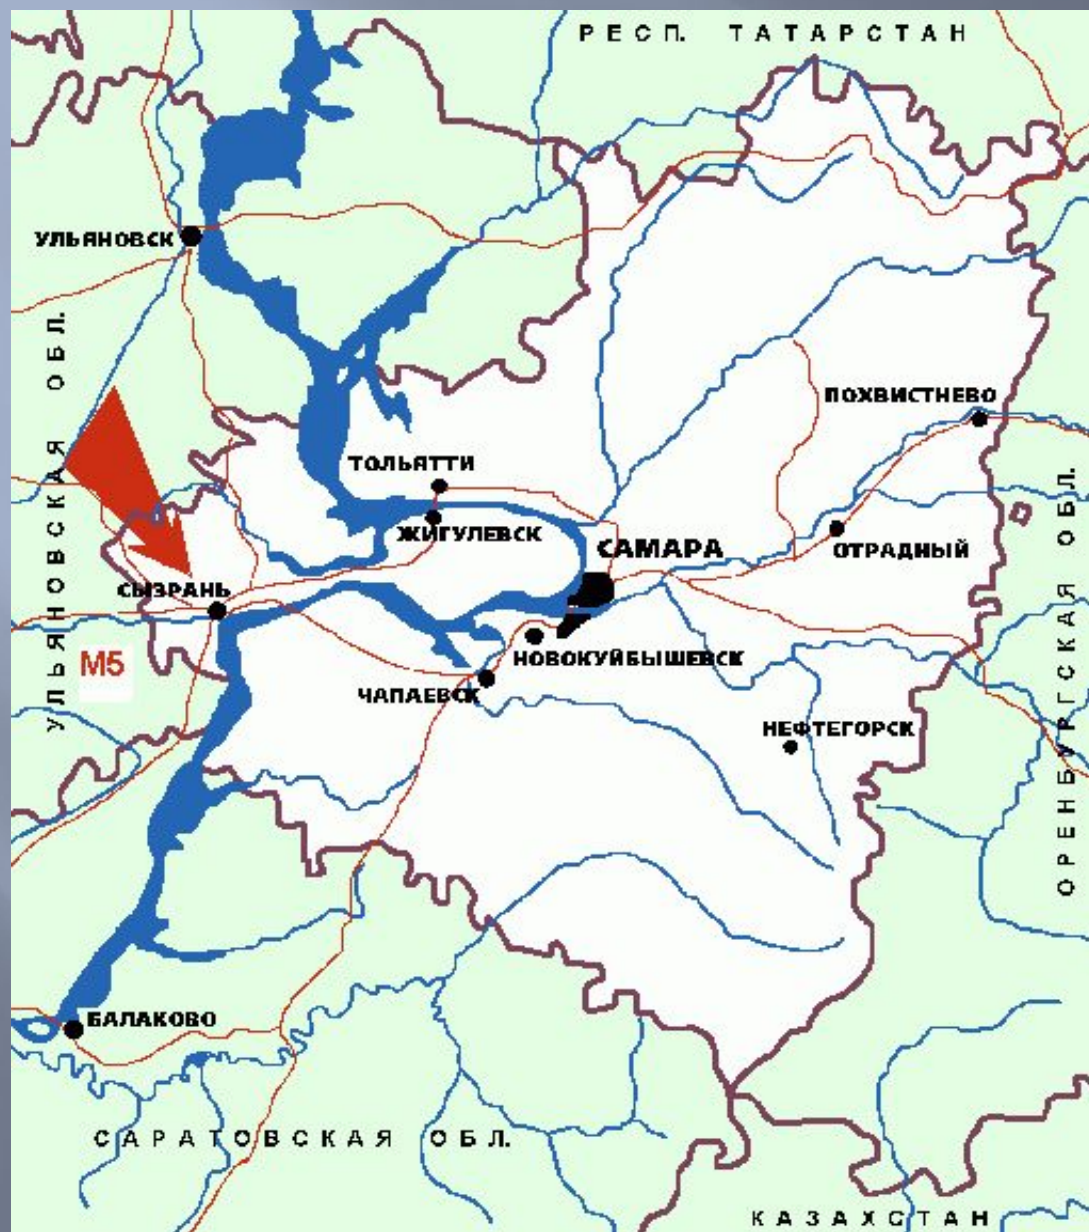 РЕСП. ТАТАРСТАН
УЛЬЯНОВСК
УЛЬЯНОВСКАЯ ОБЛ.
ПОХВИСТНЕВО
ТОЛЬЯТТИ
ЖИГУЛЕВСК
САМАРА
ОТРАДНЫЙ
СЫЗРАНЬ
НОВОКУЙБЫШЕВСК
М5
ЧАПАЕВСК
НЕФТЕГОРСК
ОРЕНБУРГСКАЯ ОБЛ.
БАЛАКОВО
САРАТОВСКАЯ ОБЛ.
КАЗАХСТАН